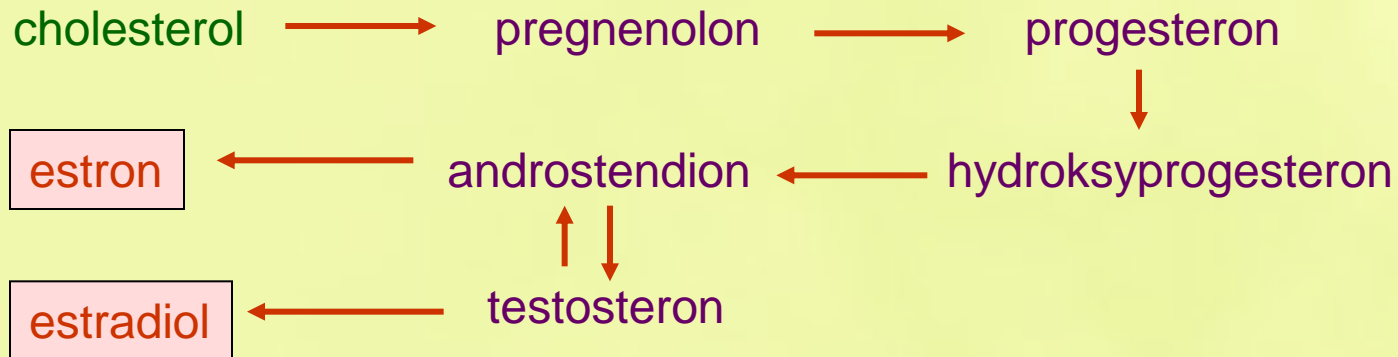 cholesterol pregnenolon progesteron
estron androstendion hydroksyprogesteron
estradiol testosteron